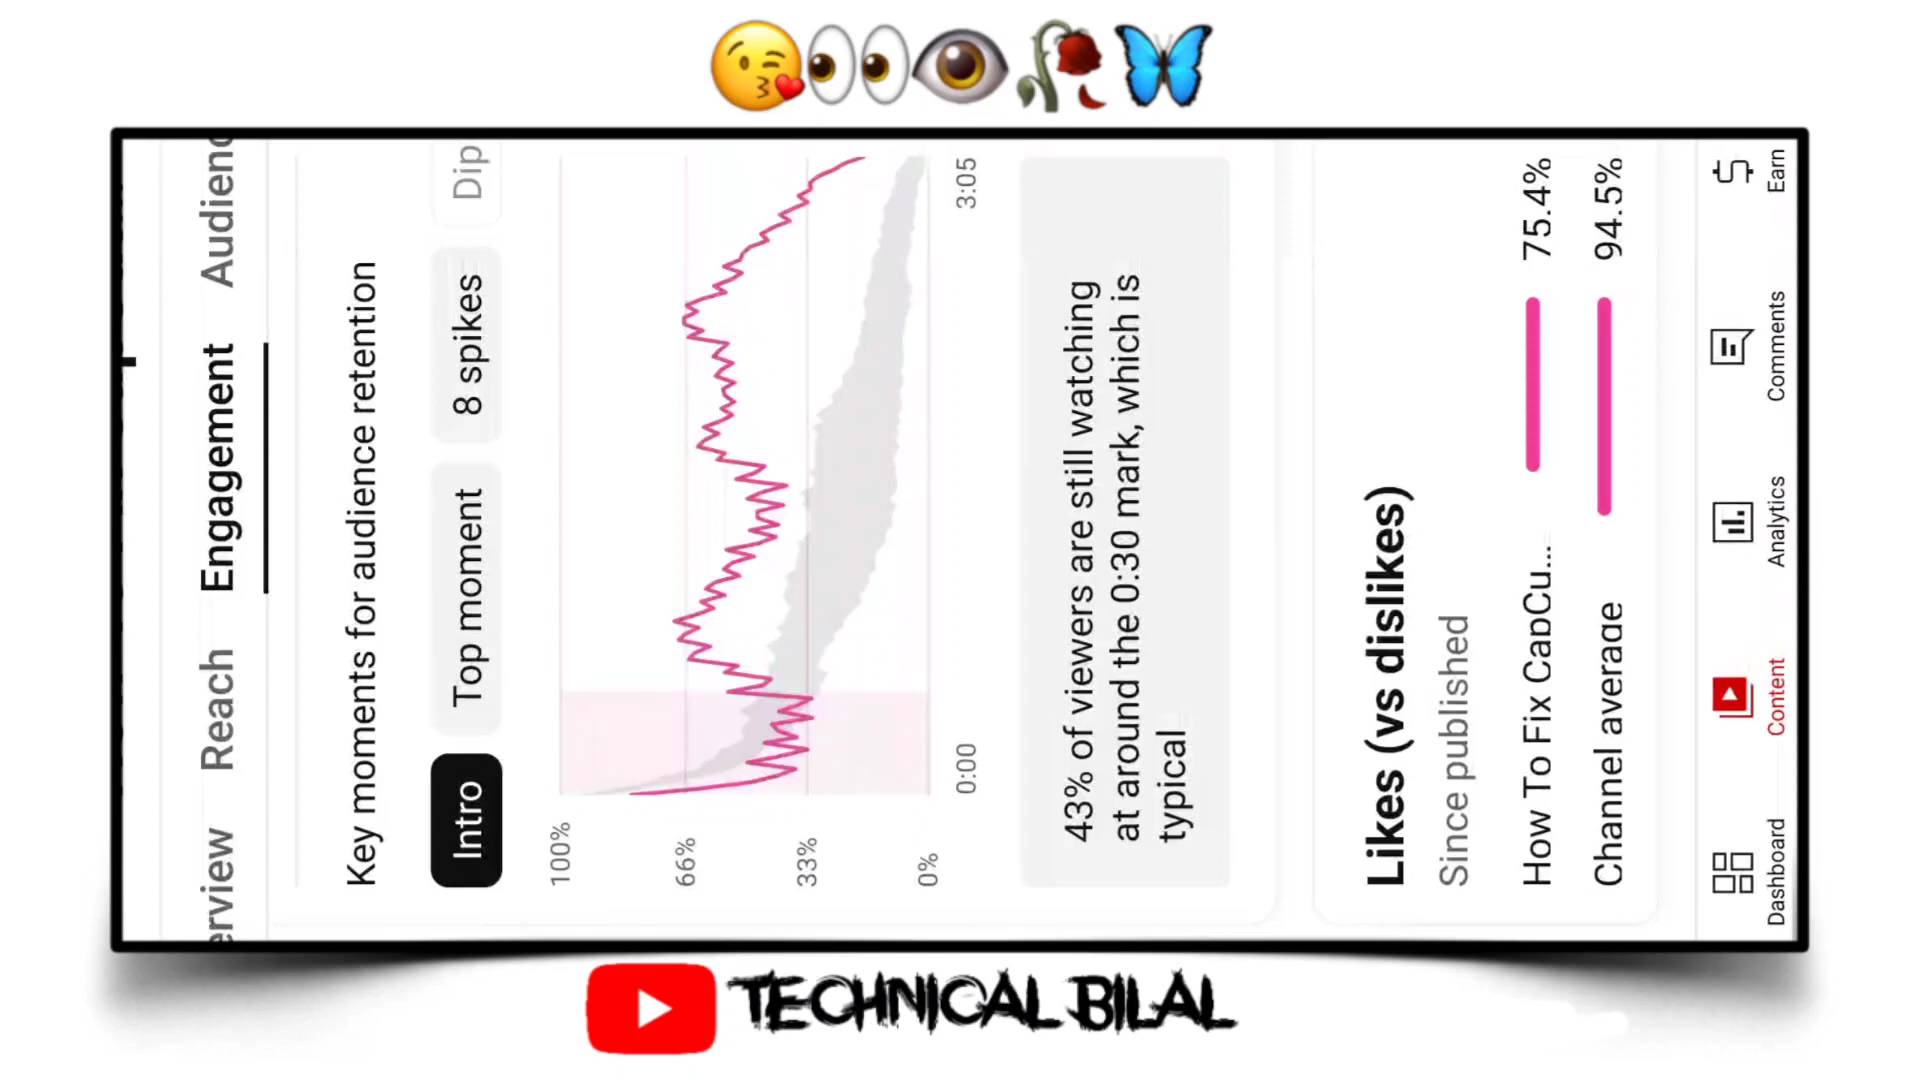 erview Reach Engagement Audienc
Key moments for audience retention
Intro Top moment 8 spikes Dip
100%
66%
33%
0%
0:00 3:05
43% of viewers are still watching
at around the 0:30 mark, which is
typical
Likes (vs dislikes)
Since published
How To Fix CapCu... 75.4%
Channel average 94.5%
Dashboard Content Analytics Comments Earn
TECHNICAL BILAL